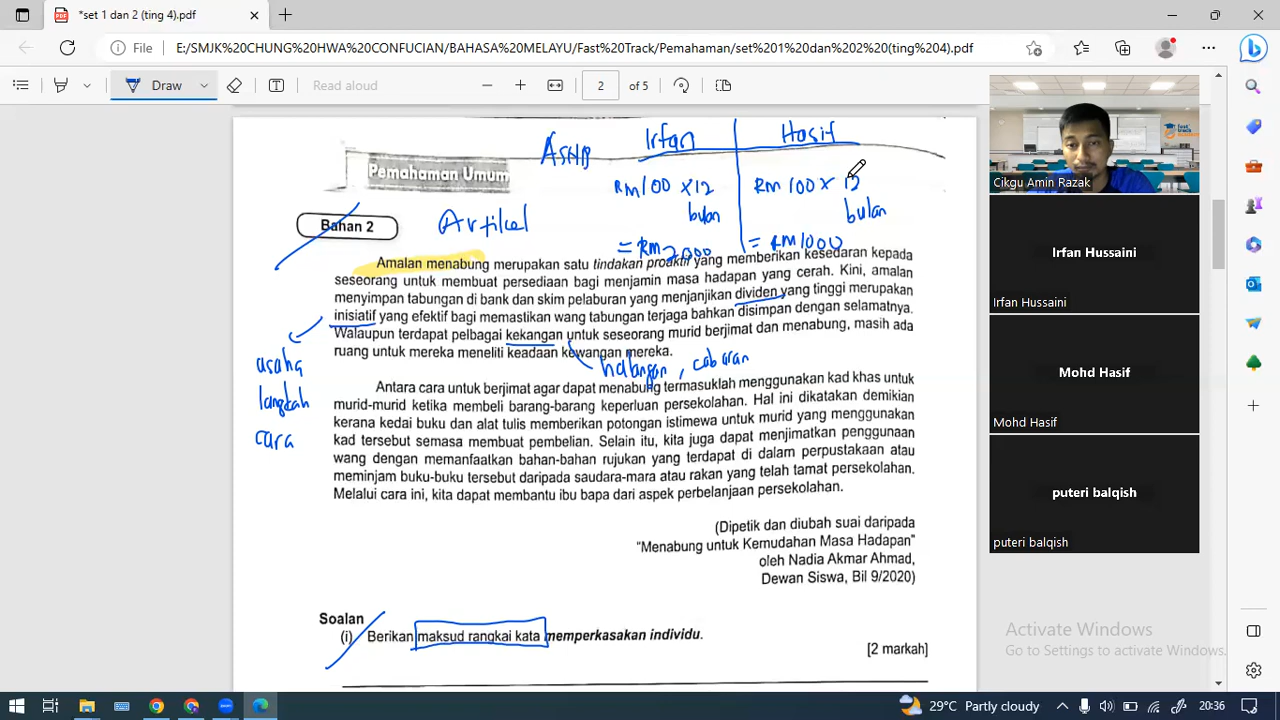 *set 1 dan 2 (ting 4).pdf
File
E:/SMJK%20CHUNG%20HWA%20CONFUCIAN/BAHASA%20MELAYU/Fast%20Track/Pemahaman/set%201%20dan%202%20(ting%204).pdf
Draw
Read aloud
2
of 5
ASNB
Irfan
Hasif
Pemahaman Umum
RM100 x 12
bulan
RM 100 x 12
bulan
= RM2000
= RM1000
Bahan 2
Artikel
Amalan menabung merupakan satu tindakan proaktif yang memberikan kesedaran kepada
seseorang untuk membuat persediaan bagi menjamin masa hadapan yang cerah. Kini, amalan
menyimpan tabungan di bank dan skim pelaburan yang menjanjikan dividen yang tinggi merupakan
inisiatif yang efektif bagi memastikan wang tabungan terjaga bahkan disimpan dengan selamatnya.
Walaupun terdapat pelbagai kekangan untuk seseorang murid berjimat dan menabung, masih ada
ruang untuk mereka meneliti keadaan kewangan mereka.
usaha
langkah
cara
halangan, cabaran
Antara cara untuk berjimat agar dapat menabung termasuklah menggunakan kad khas untuk
murid-murid ketika membeli barang-barang keperluan persekolahan. Hal ini dikatakan demikian
kerana kedai buku dan alat tulis memberikan potongan istimewa untuk murid yang menggunakan
kad tersebut semasa membuat pembelian. Selain itu, kita juga dapat menjimatkan penggunaan
wang dengan memanfaatkan bahan-bahan rujukan yang terdapat di dalam perpustakaan atau
meminjam buku-buku tersebut daripada saudara-mara atau rakan yang telah tamat persekolahan.
Melalui cara ini, kita dapat membantu ibu bapa dari aspek perbelanjaan persekolahan.
(Dipetik dan diubah suai daripada
"Menabung untuk Kemudahan Masa Hadapan"
oleh Nadia Akmar Ahmad,
Dewan Siswa, Bil 9/2020)
Soalan
(i) Berikan maksud rangkai kata memperkasakan individu.
[2 markah]
Cikgu Amin Razak
Irfan Hussaini
Irfan Hussaini
Mohd Hasif
Mohd Hasif
puteri balqish
puteri balqish
Activate Windows
Go to Settings to activate Windows.
29°C Partly cloudy
20:36